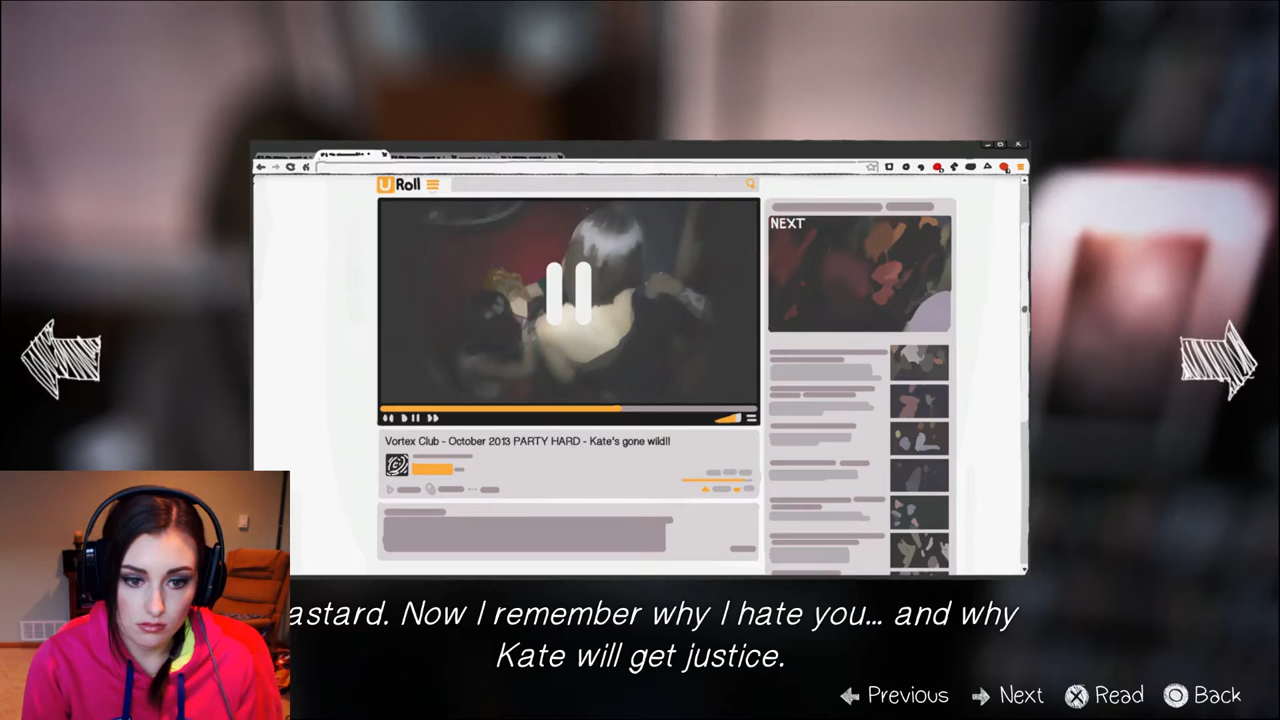 U Roll
NEXT
Vortex Club - October 2013 PARTY HARD - Kate's gone wild!!
astard. Now I remember why I hate you... and why
Kate will get justice.
Previous Next Read Back